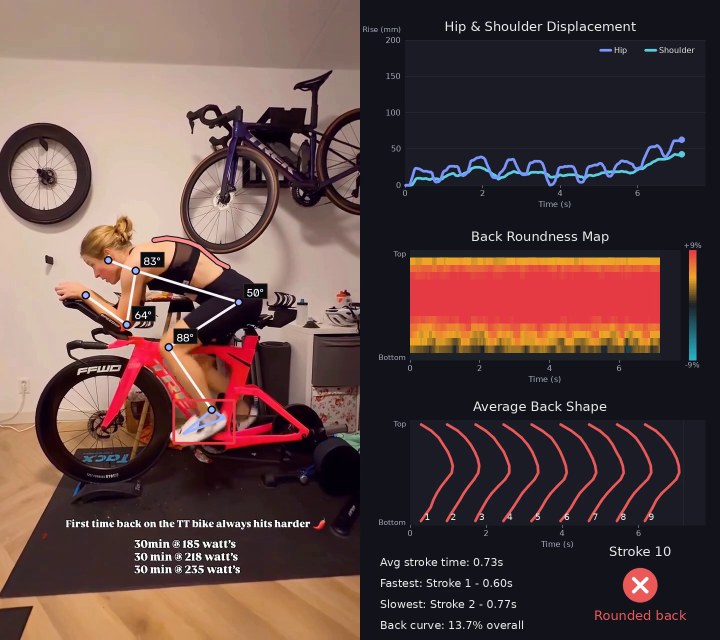 83°
50°
64°
88°
FFWD
Tacx
First time back on the TT bike always hits harder
30min @ 185 watt's
30 min @ 218 watt's
30 min @ 235 watt's
Hip & Shoulder Displacement
Rise (mm)
200
150
100
50
0
Hip
Shoulder
0 2 4 6
Time (s)
Back Roundness Map
Top
Bottom
+9%
-9%
0 2 4 6
Time (s)
Average Back Shape
Top
Bottom
1 2 3 4 5 6 7 8 9
0 2 4 6
Time (s)
Avg stroke time: 0.73s
Fastest: Stroke 1 - 0.60s
Slowest: Stroke 2 - 0.77s
Back curve: 13.7% overall
Stroke 10
Rounded back